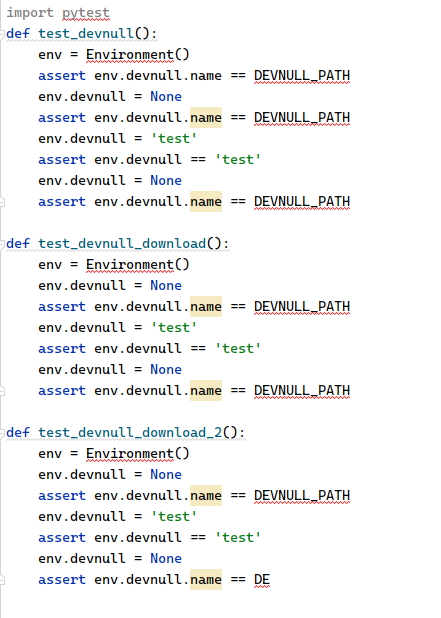 import pytest
def test_devnull():
    env = Environment()
    assert env.devnull.name == DEVNULL_PATH
    env.devnull = None
    assert env.devnull.name == DEVNULL_PATH
    env.devnull = 'test'
    assert env.devnull == 'test'
    env.devnull = None
    assert env.devnull.name == DEVNULL_PATH

def test_devnull_download():
    env = Environment()
    env.devnull = None
    assert env.devnull.name == DEVNULL_PATH
    env.devnull = 'test'
    assert env.devnull == 'test'
    env.devnull = None
    assert env.devnull.name == DEVNULL_PATH

def test_devnull_download_2():
    env = Environment()
    env.devnull = None
    assert env.devnull.name == DEVNULL_PATH
    env.devnull = 'test'
    assert env.devnull == 'test'
    env.devnull = None
    assert env.devnull.name == DE